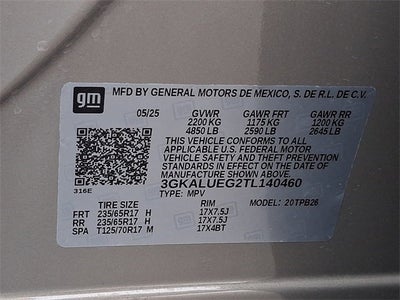 gm
MFD BY GENERAL MOTORS DE MEXICO, S. DE R.L. DE C.V.
05/25 GVWR GAWR FRT GAWR RR
2200 KG 1175 KG 1200 KG
4850 LB 2590 LB 2645 LB
THIS VEHICLE CONFORMS TO ALL
APPLICABLE U.S. FEDERAL MOTOR
VEHICLE SAFETY AND THEFT PREVENTION
STANDARDS IN EFFECT ON THE DATE OF
MANUFACTURE SHOWN ABOVE.
316E 3GKALUEG2TL140460
TYPE: MPV MODEL: 20TPB26
TIRE SIZE RIM
FRT 235/65R17 H 17X7.5J
RR 235/65R17 H 17X7.5J
SPA T125/70R17 M 17X4BT